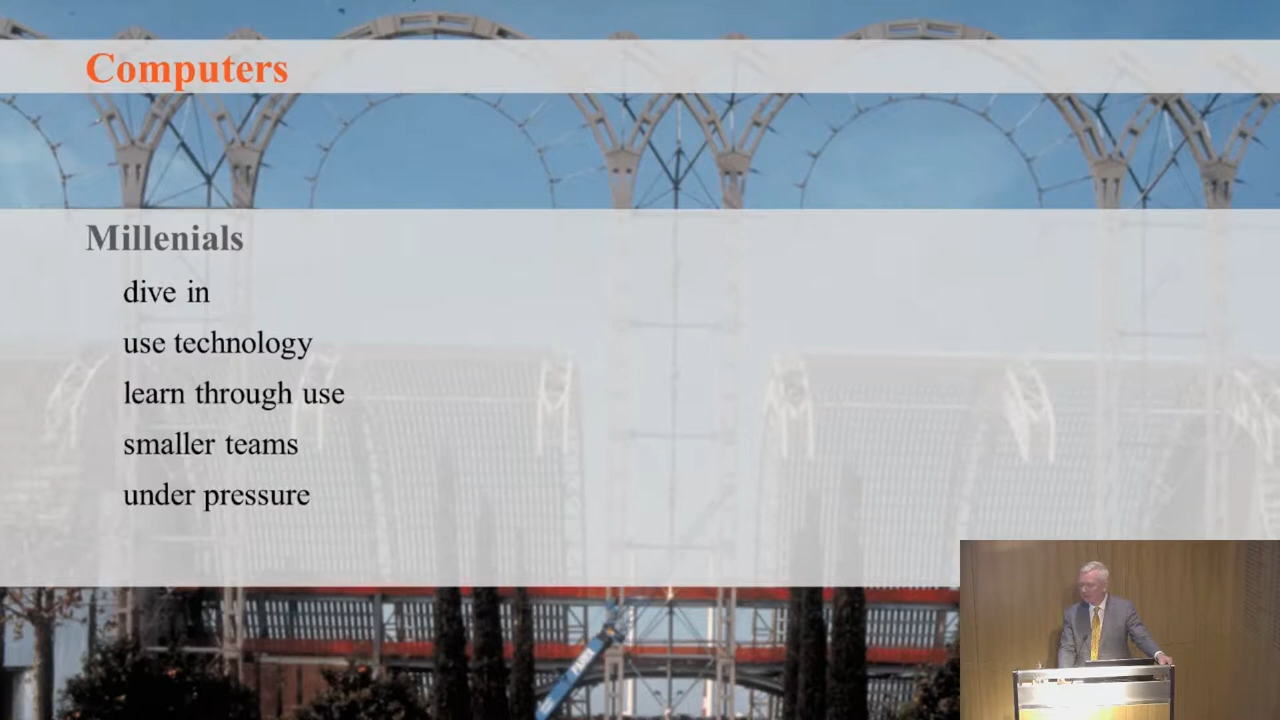 Computers
Millenials
dive in
use technology
learn through use
smaller teams
under pressure